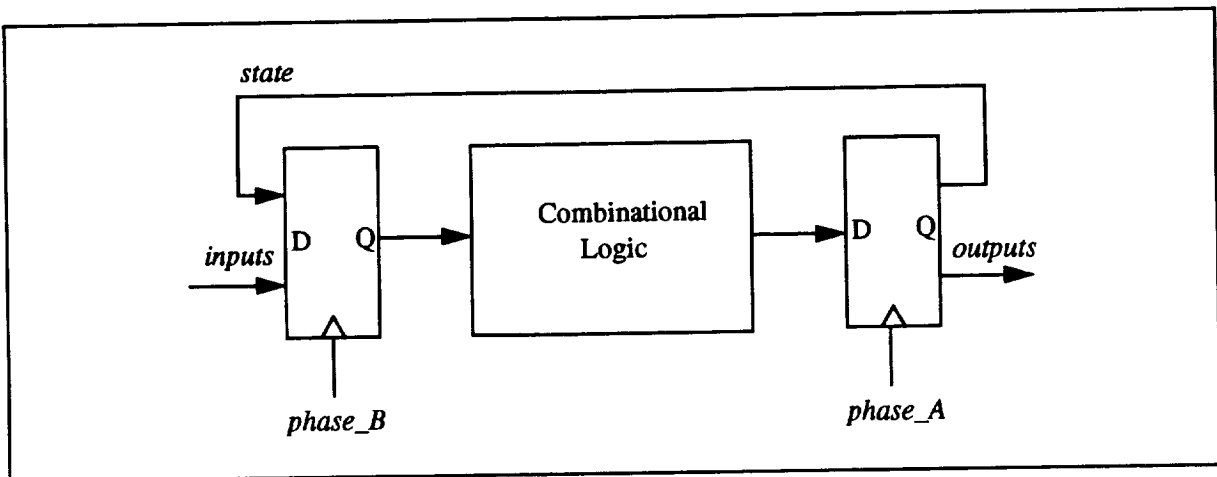 state
Combinational
Logic
D
Q
inputs
D
Q
outputs
phase_B
phase_A